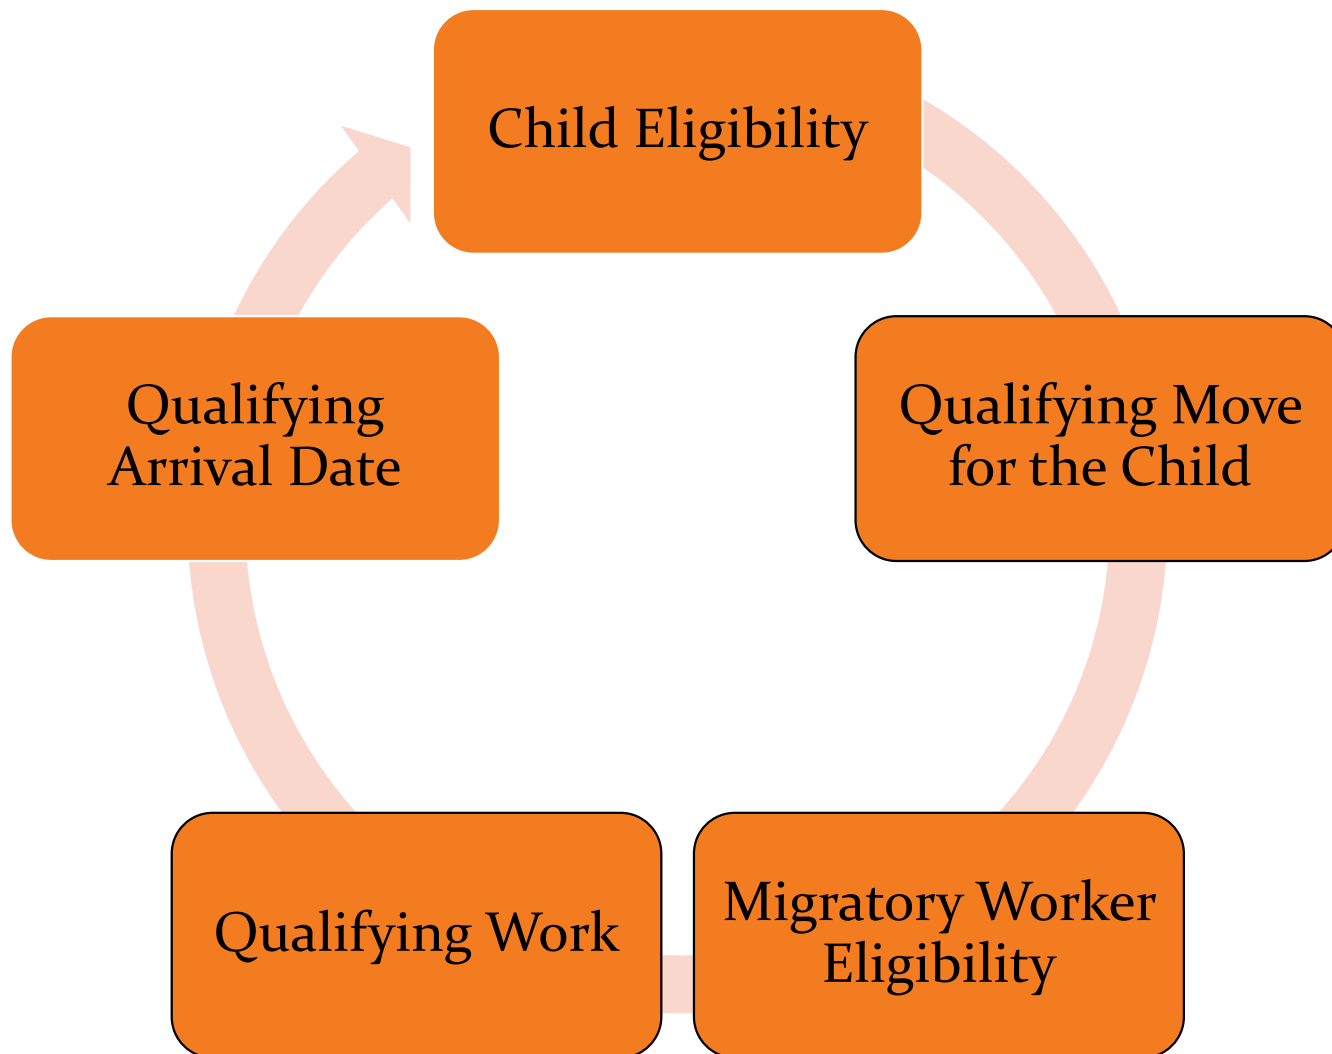 Child Eligibility
Qualifying Move
for the Child
Migratory Worker
Eligibility
Qualifying Work
Qualifying
Arrival Date